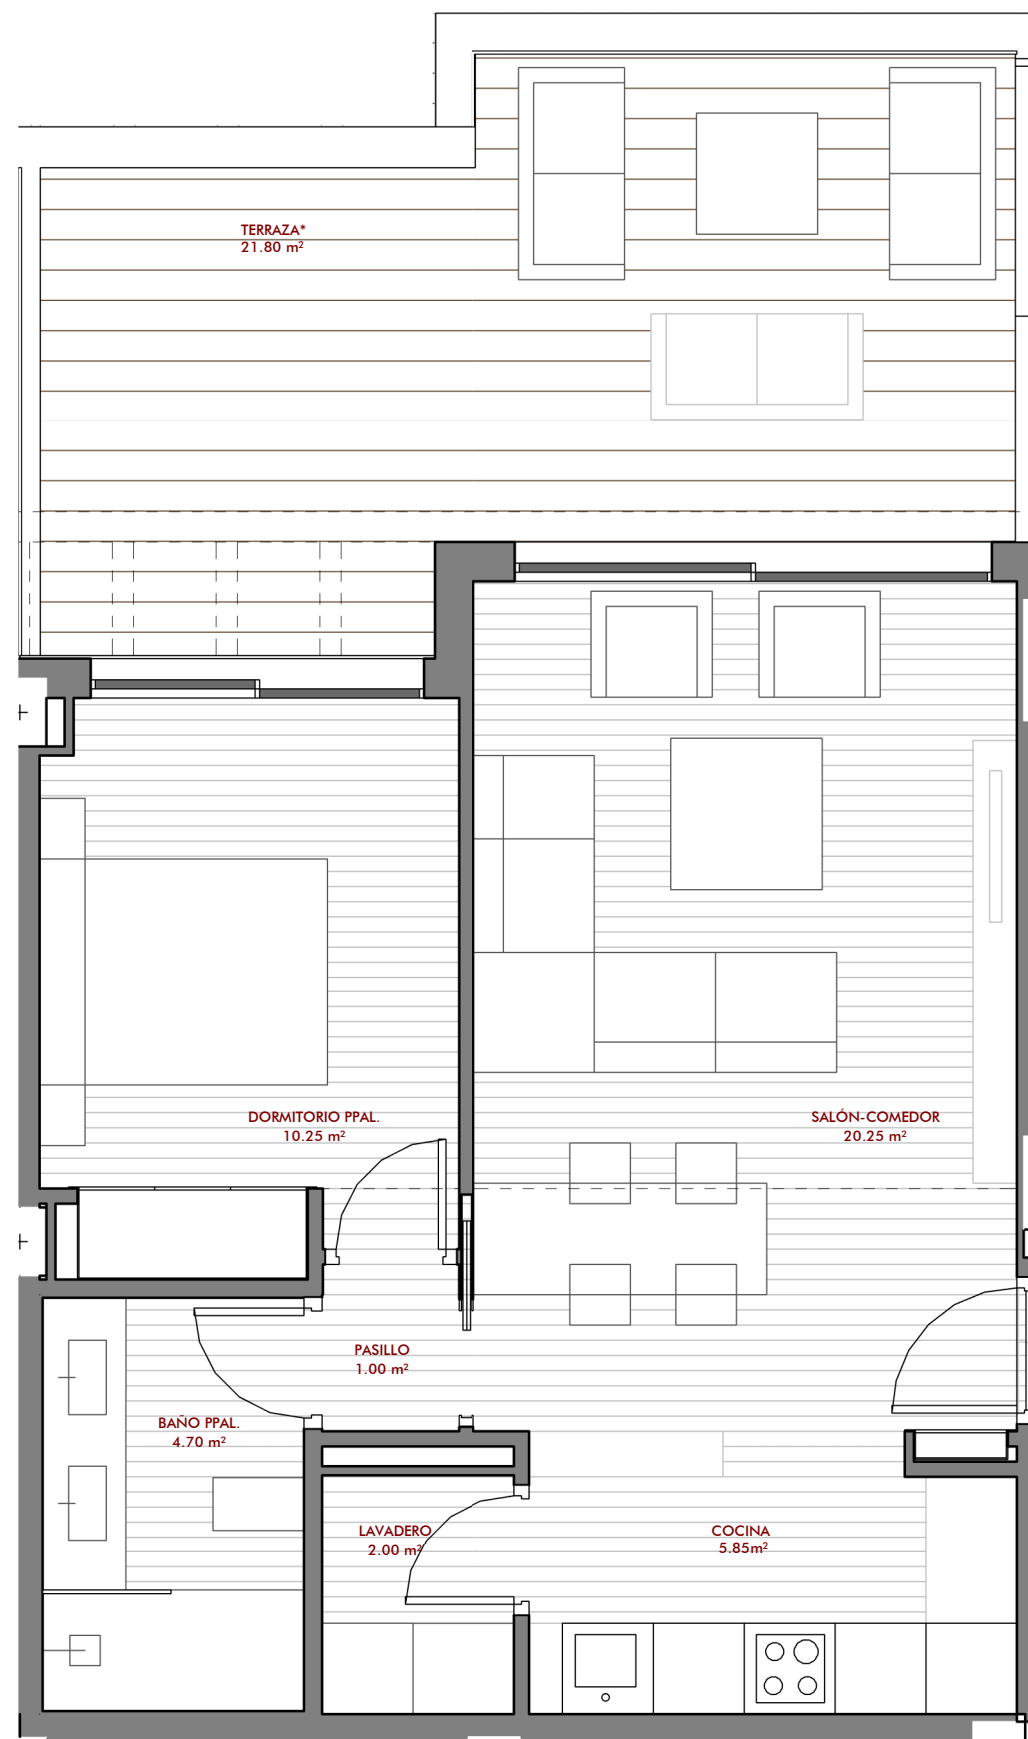 TERRAZA*
21.80 m²
DORMITORIO PPAL.
10.25 m²
SALÓN-COMEDOR
20.25 m²
PASILLO
1.00 m²
BAÑO PPAL.
4.70 m²
LAVADERO
2.00 m²
COCINA
5.85m²